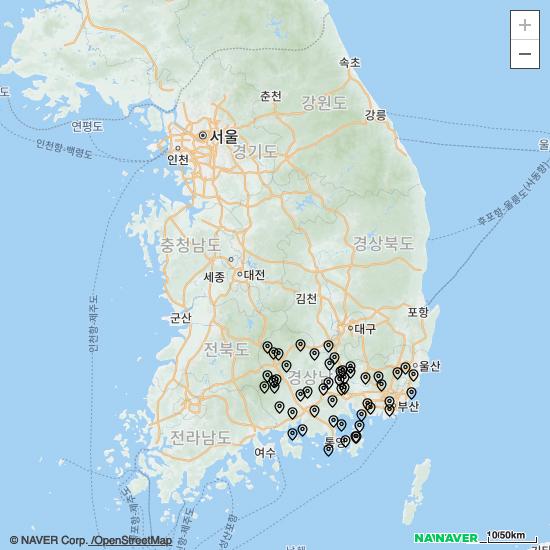 +
−
속초
춘천
강원도
강릉
도
연평도
서울
인천
경기도
인천항-백령도
울
후포항-울릉도(사동항)
충청남도
경상북도
세종
대전
김천
인천항-제주도
군산
포항
대구
전북도
경상남
울산
부산
전라남도
여수
통영
© NAVER Corp. /OpenStreetMap
NAVER
10/50km